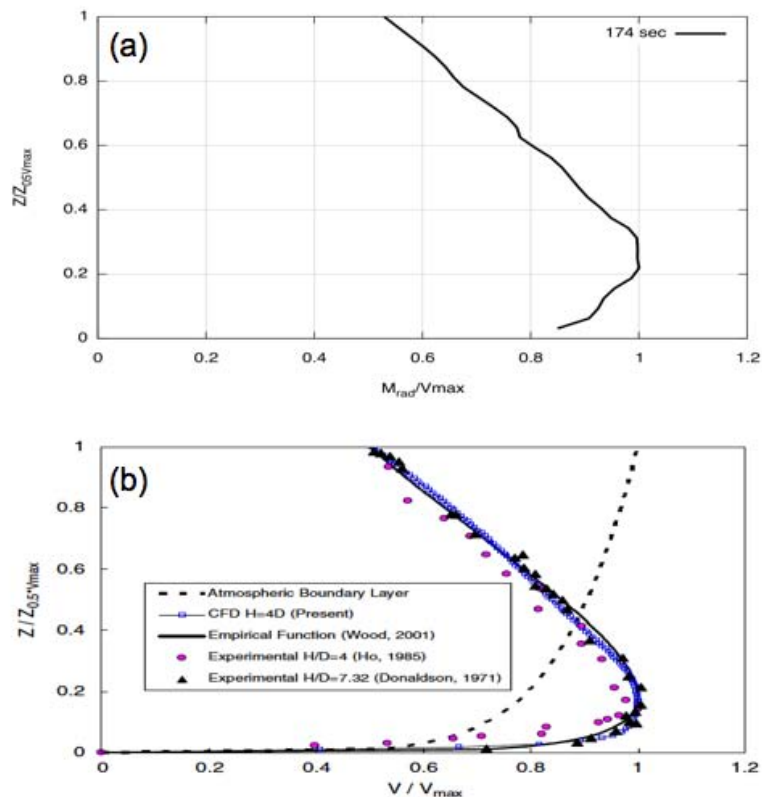 (a)
174 sec
1
0.8
0.6
0.4
0.2
0
Z/Z05Vmax
0 0.2 0.4 0.6 0.8 1 1.2
Mrad/Vmax
(b)
1
0.8
0.6
0.4
0.2
0
Z / Z0.5*Vmax
Atmospheric Boundary Layer
CFD H=4D (Present)
Empirical Function (Wood, 2001)
Experimental H/D=4 (Ho, 1985)
Experimental H/D=7.32 (Donaldson, 1971)
0 0.2 0.4 0.6 0.8 1 1.2
V / Vmax